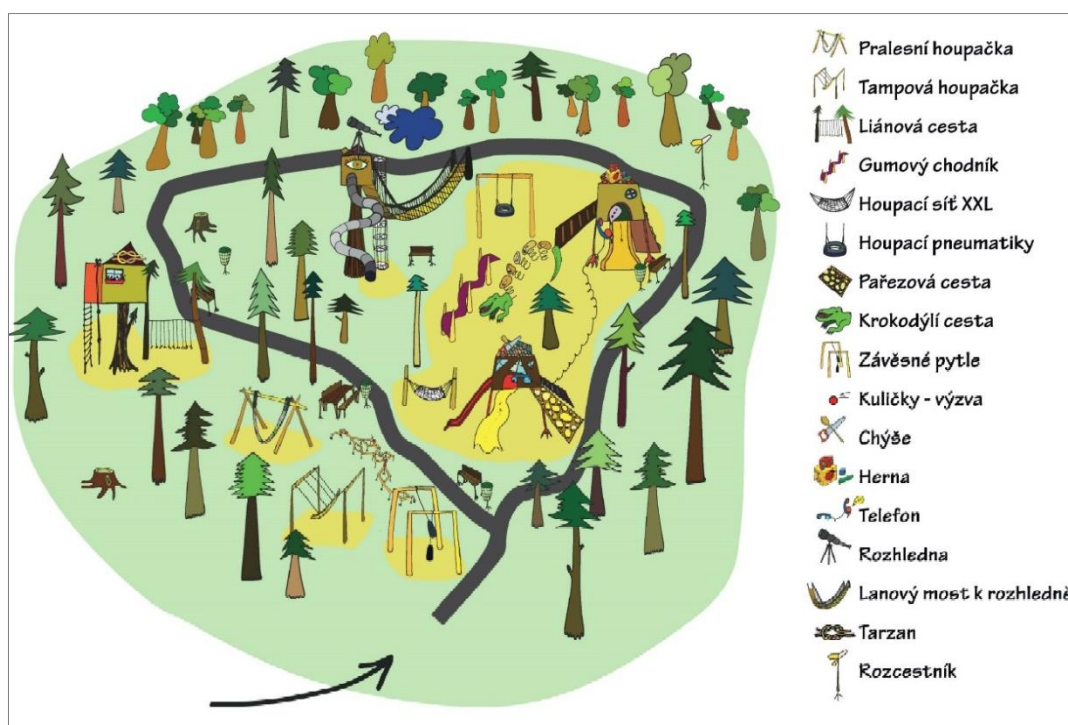 Pralesní houpačka
Tampová houpačka
Liánová cesta
Gumový chodník
Houpací síť XXL
Houpací pneumatiky
Pařezová cesta
Krokodýlí cesta
Závěsné pytle
Kuličky - výzva
Chýše
Herna
Telefon
Rozhledna
Lanový most k rozhledně
Tarzan
Rozcestník